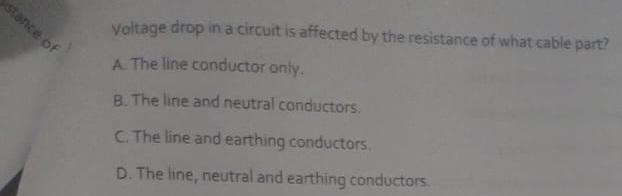 istance of
Voltage drop in a circuit is affected by the resistance of what cable part?
A. The line conductor only.
B. The line and neutral conductors.
C. The line and earthing conductors.
D. The line, neutral and earthing conductors.